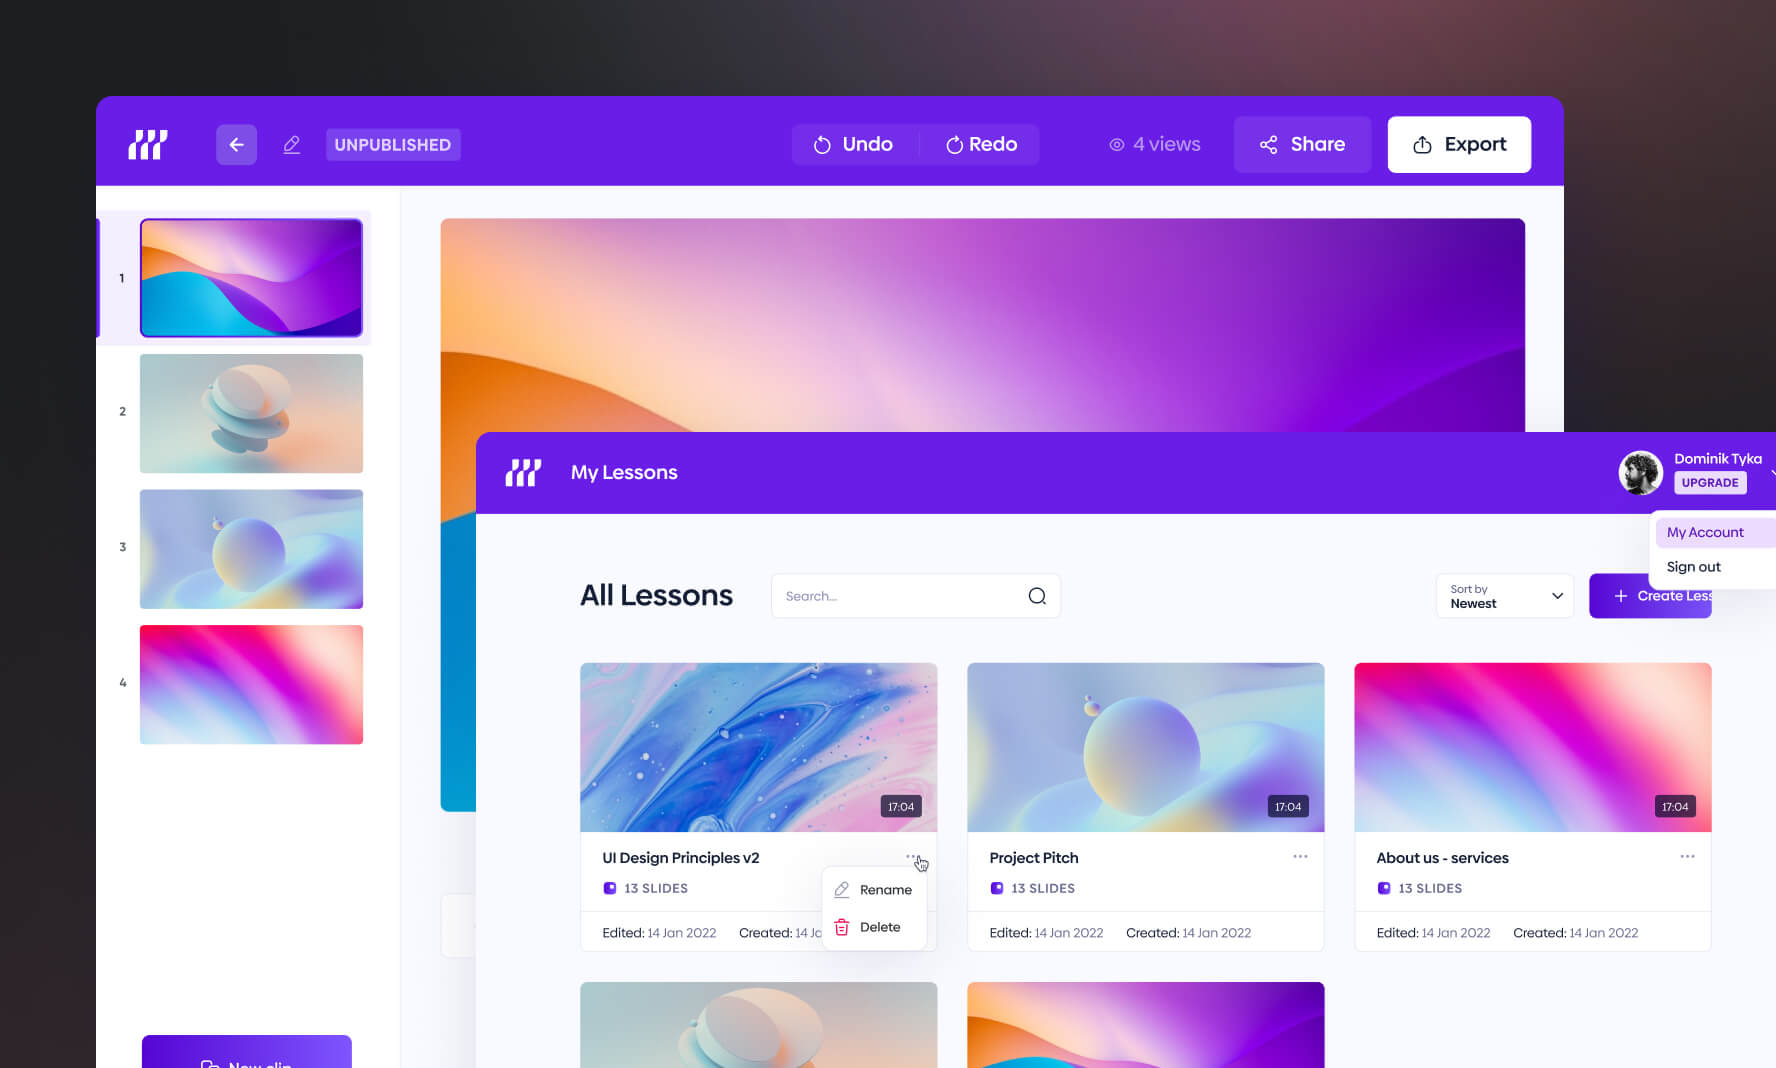 UNPUBLISHED
Undo
Redo
4 views
Share
Export
1
2
3
4
My Lessons
Dominik Tyka
UPGRADE
My Account
Sign out
All Lessons
Search...
Sort by
Newest
+ Create
17:04
17:04
17:04
UI Design Principles v2
Project Pitch
About us - services
13 SLIDES
13 SLIDES
13 SLIDES
Rename
Delete
Edited: 14 Jan 2022
Created: 14
Edited: 14 Jan 2022
Created: 14 Jan 2022
Edited: 14 Jan 2022
Created: 14 Jan 2022
New clip